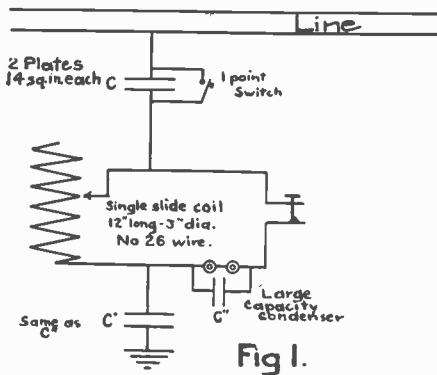 Line
2 Plates
14 sq.in.each
C
1 point
Switch
Single slide coil
12"long-3"dia.
No 26 wire.
Large
capacity
condenser
C"
Same as
C"
C'
Fig 1.